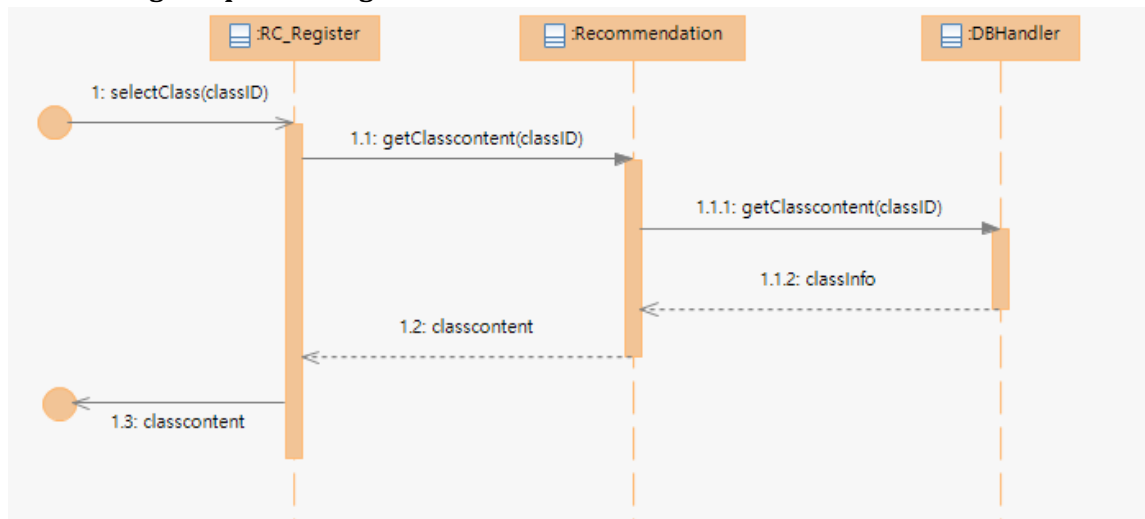 :RC_Register
:Recommendation
:DBHandler
1: selectClass(classID)
1.1: getClasscontent(classID)
1.1.1: getClasscontent(classID)
1.1.2: classInfo
1.2: classcontent
1.3: classcontent